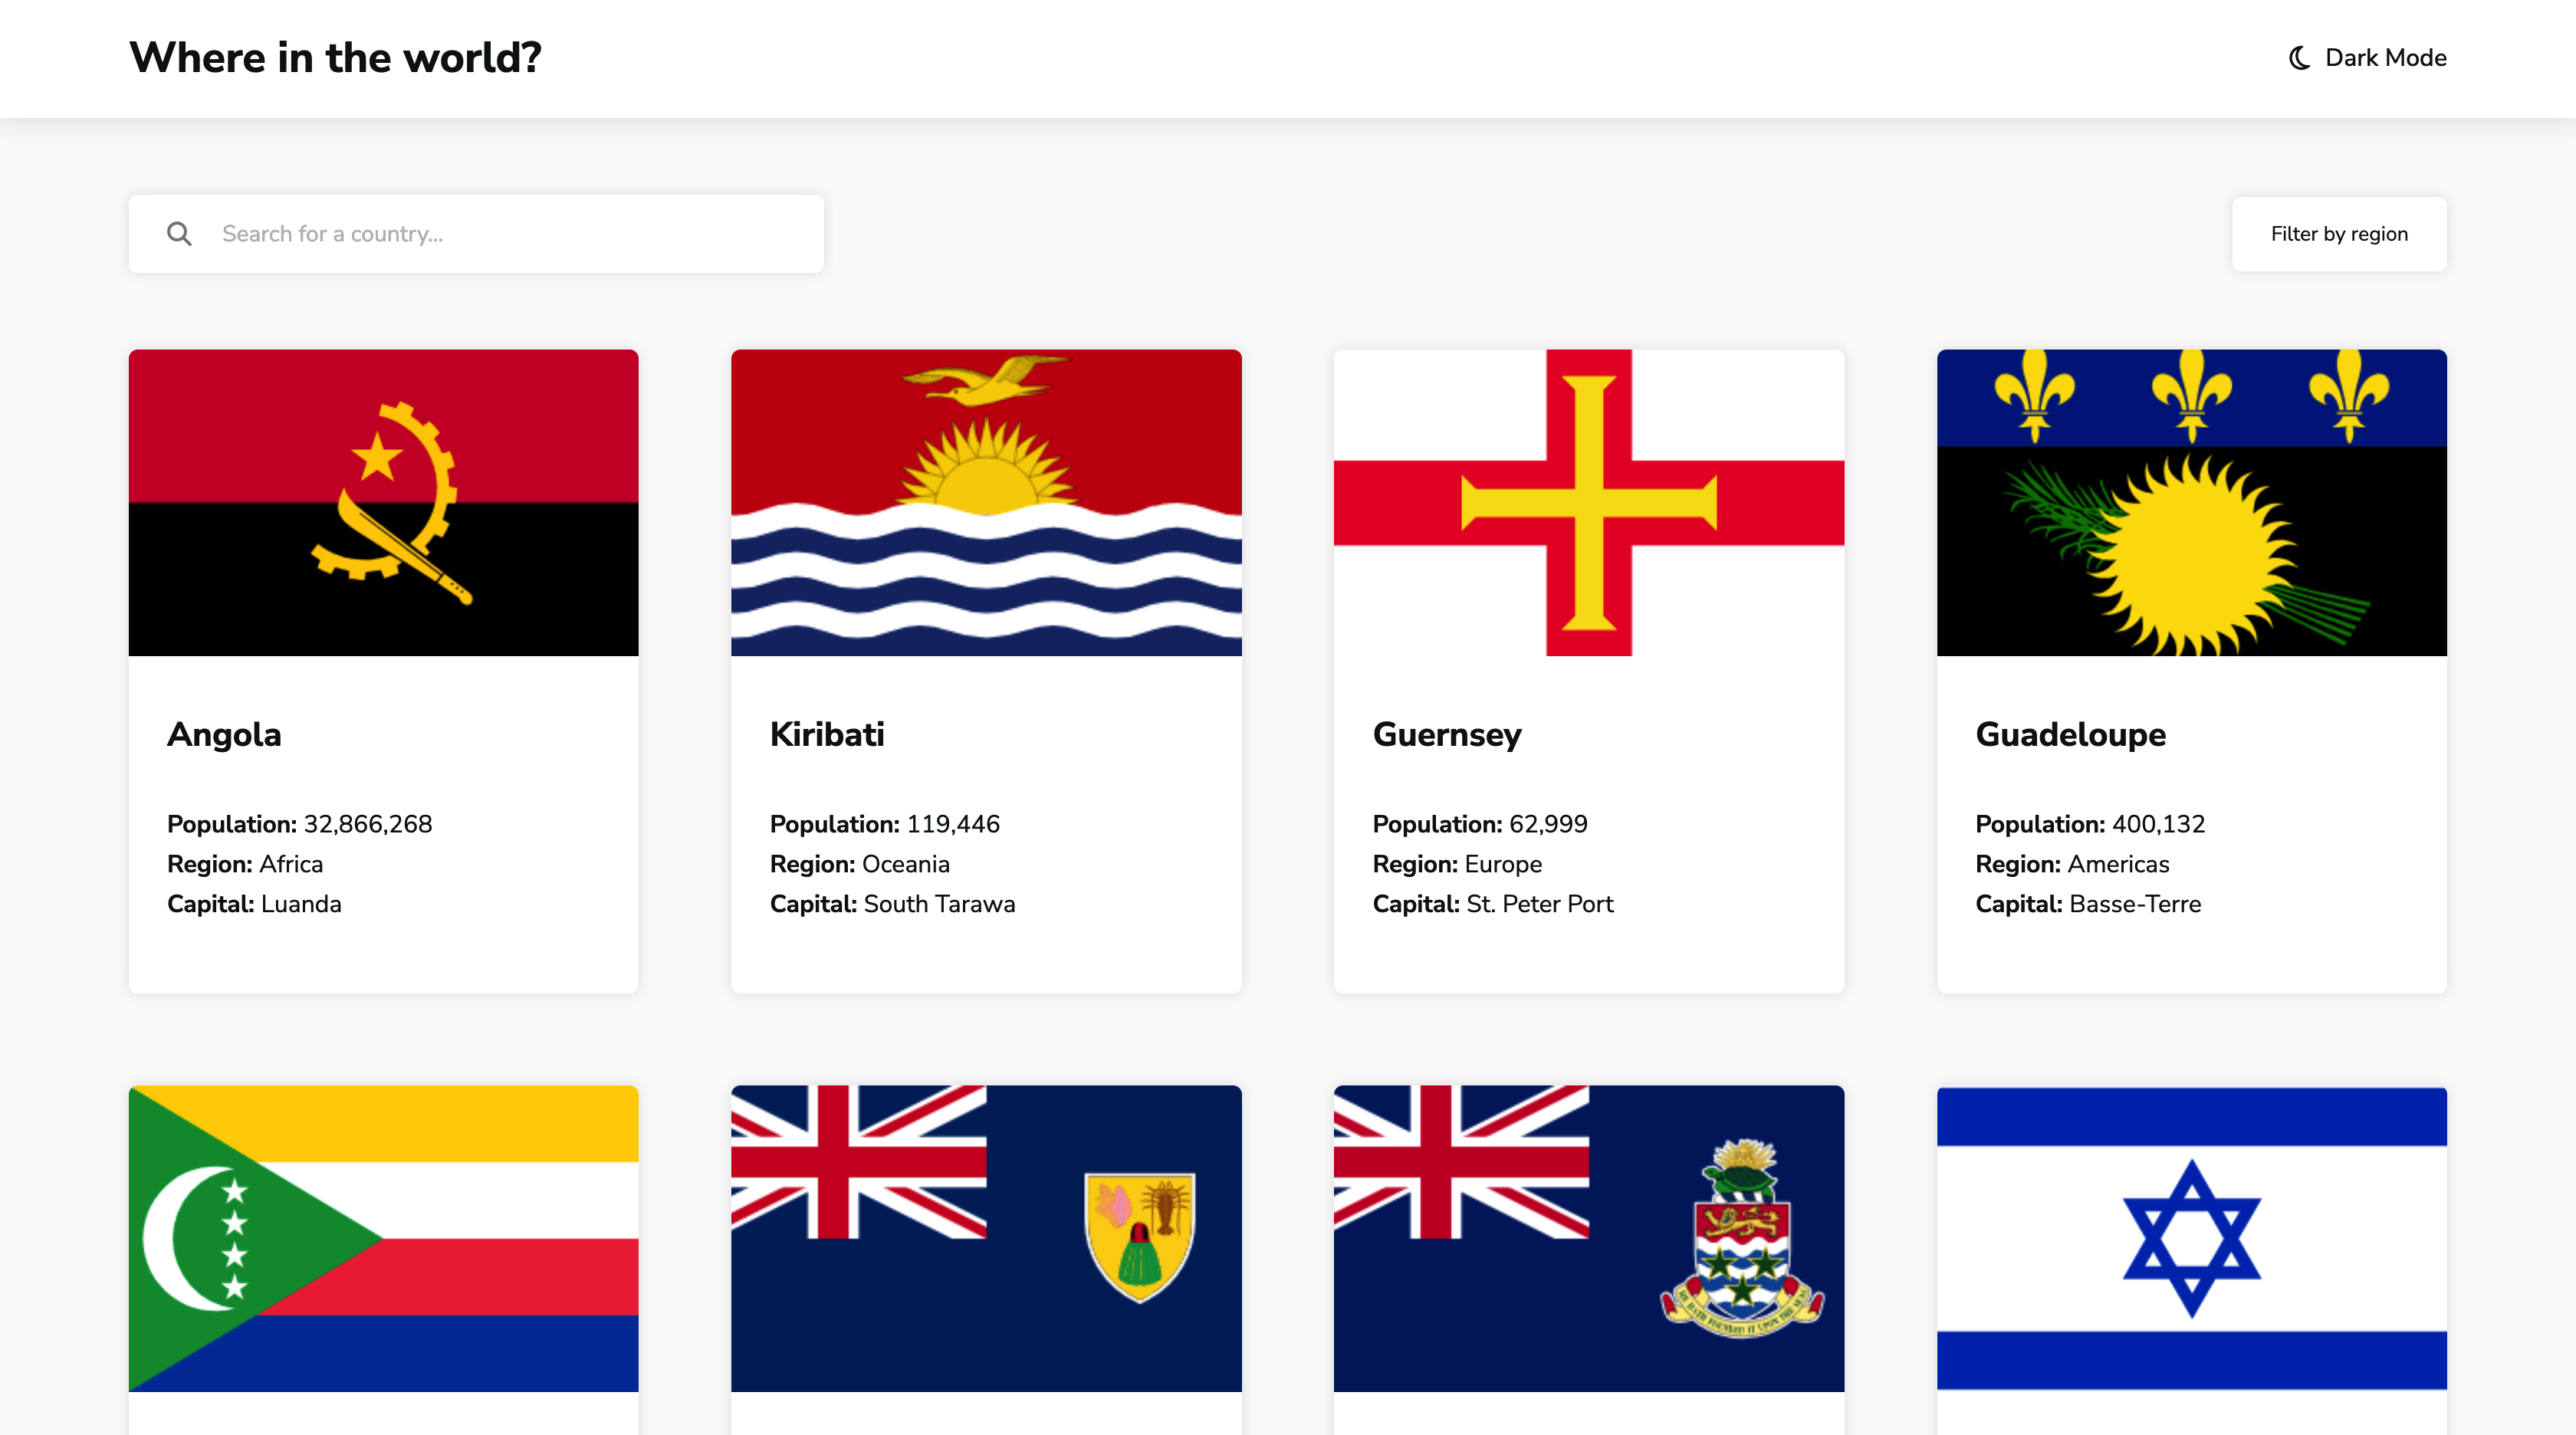 Where in the world?
Dark Mode
Search for a country...
Filter by region
Angola
Population: 32,866,268
Region: Africa
Capital: Luanda
Kiribati
Population: 119,446
Region: Oceania
Capital: South Tarawa
Guernsey
Population: 62,999
Region: Europe
Capital: St. Peter Port
Guadeloupe
Population: 400,132
Region: Americas
Capital: Basse-Terre